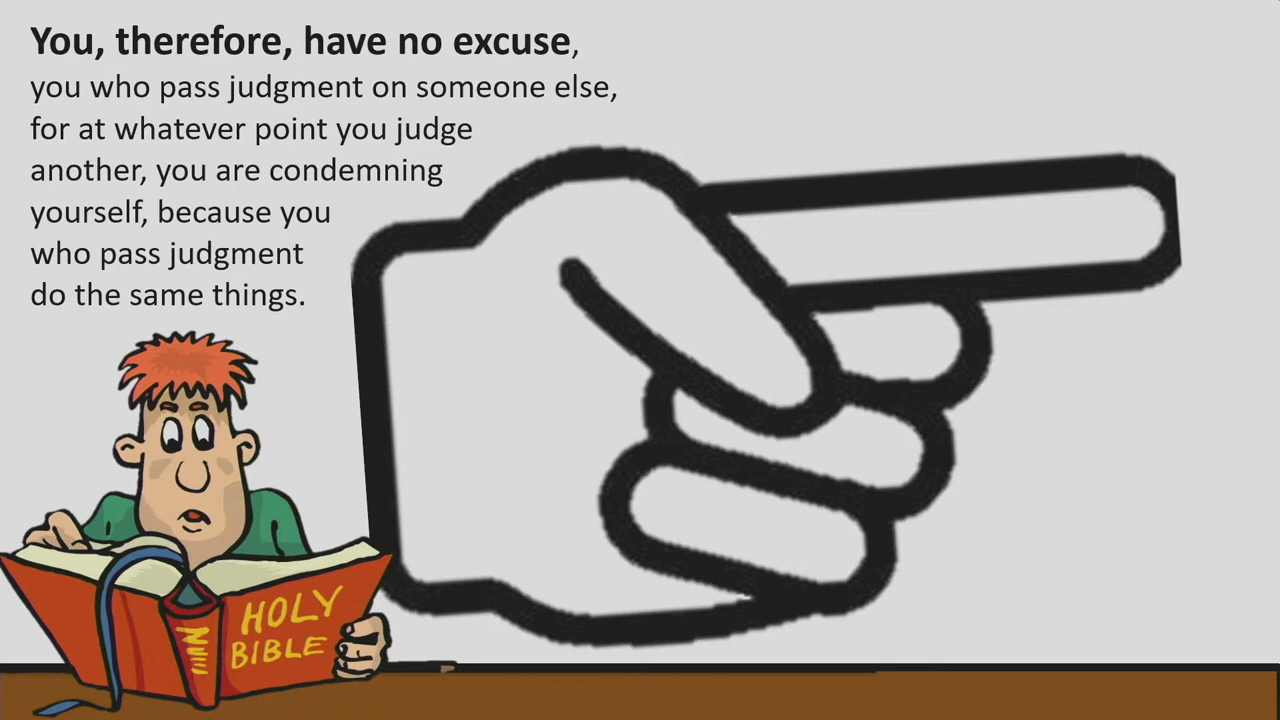 You, therefore, have no excuse,
you who pass judgment on someone else,
for at whatever point you judge
another, you are condemning
yourself, because you
who pass judgment
do the same things.
HOLY
BIBLE